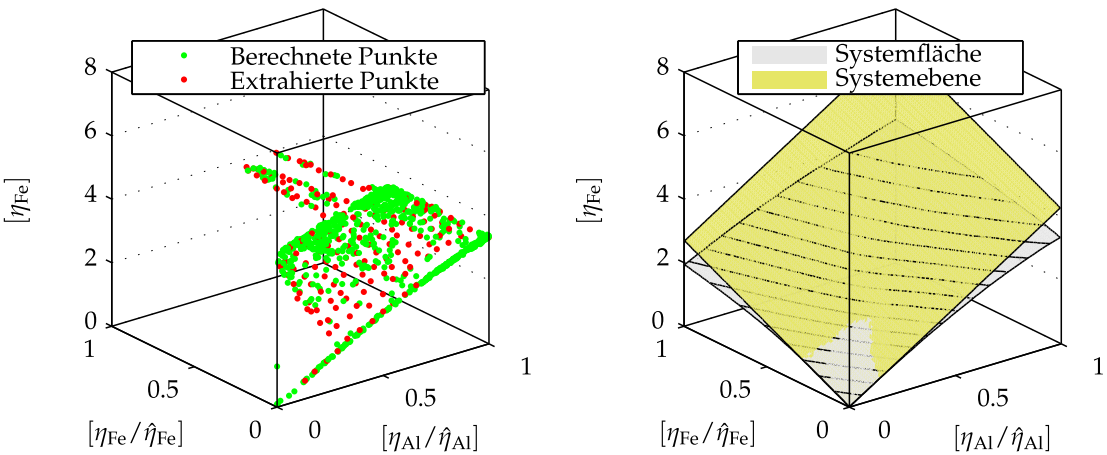 Berechnete Punkte
Extrahierte Punkte
[η_Fe]
8
6
4
2
0
1
0.5
0
[η_Fe/η̂_Fe]
0
0.5
1
[η_Al/η̂_Al]
Systemfläche
Systemebene
[η_Fe]
8
6
4
2
0
1
0.5
0
[η_Fe/η̂_Fe]
0
0.5
1
[η_Al/η̂_Al]